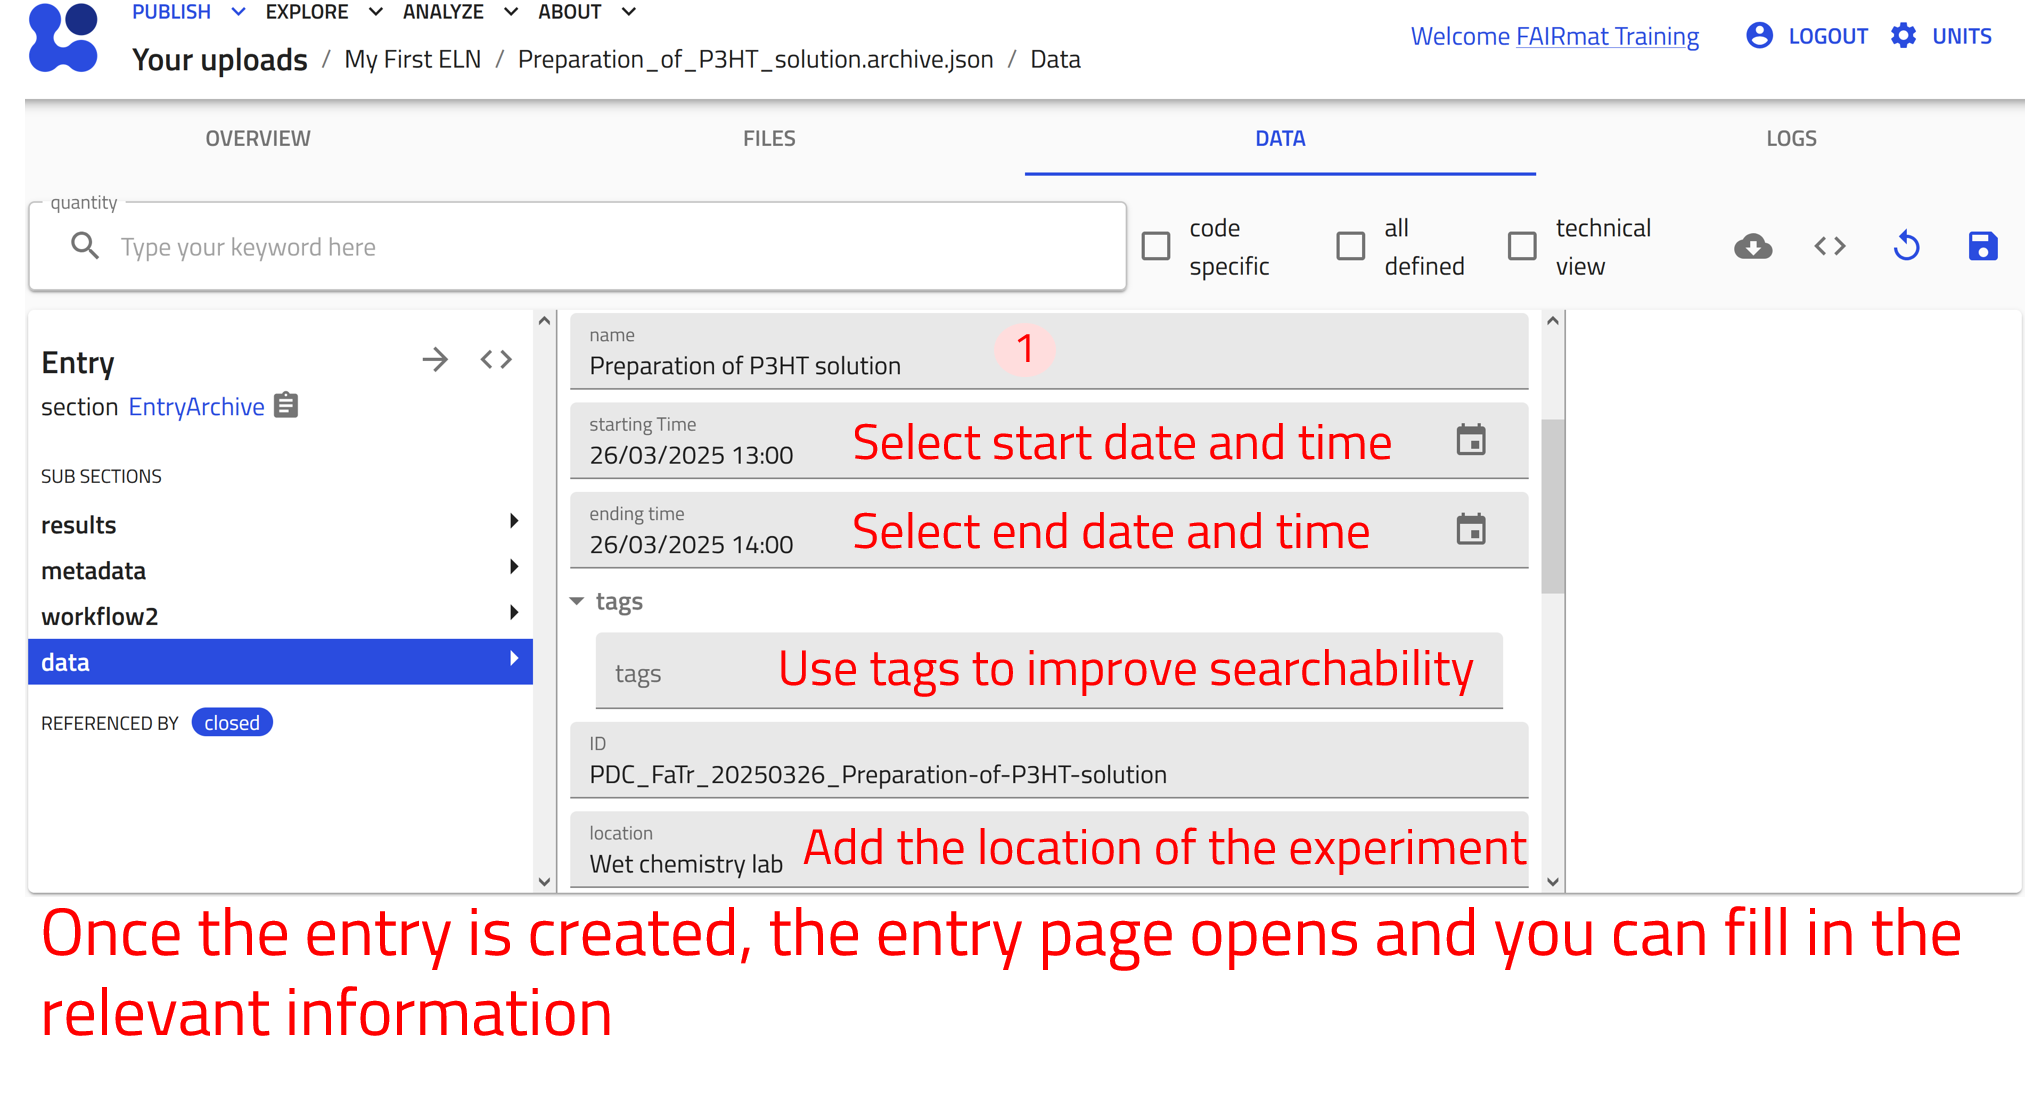 PUBLISH EXPLORE ANALYZE ABOUT
Your uploads / My First ELN / Preparation_of_P3HT_solution.archive.json / Data
Welcome FAIRmat Training LOGOUT UNITS
OVERVIEW FILES DATA LOGS
quantity
Type your keyword here
code specific
all defined
technical view
Entry
section EntryArchive
SUB SECTIONS
results
metadata
workflow2
data
REFERENCED BY closed
name
Preparation of P3HT solution
1
starting Time
26/03/2025 13:00
Select start date and time
ending time
26/03/2025 14:00
Select end date and time
tags
tags
Use tags to improve searchability
ID
PDC_FaTr_20250326_Preparation-of-P3HT-solution
location
Wet chemistry lab
Add the location of the experiment
Once the entry is created, the entry page opens and you can fill in the
relevant information